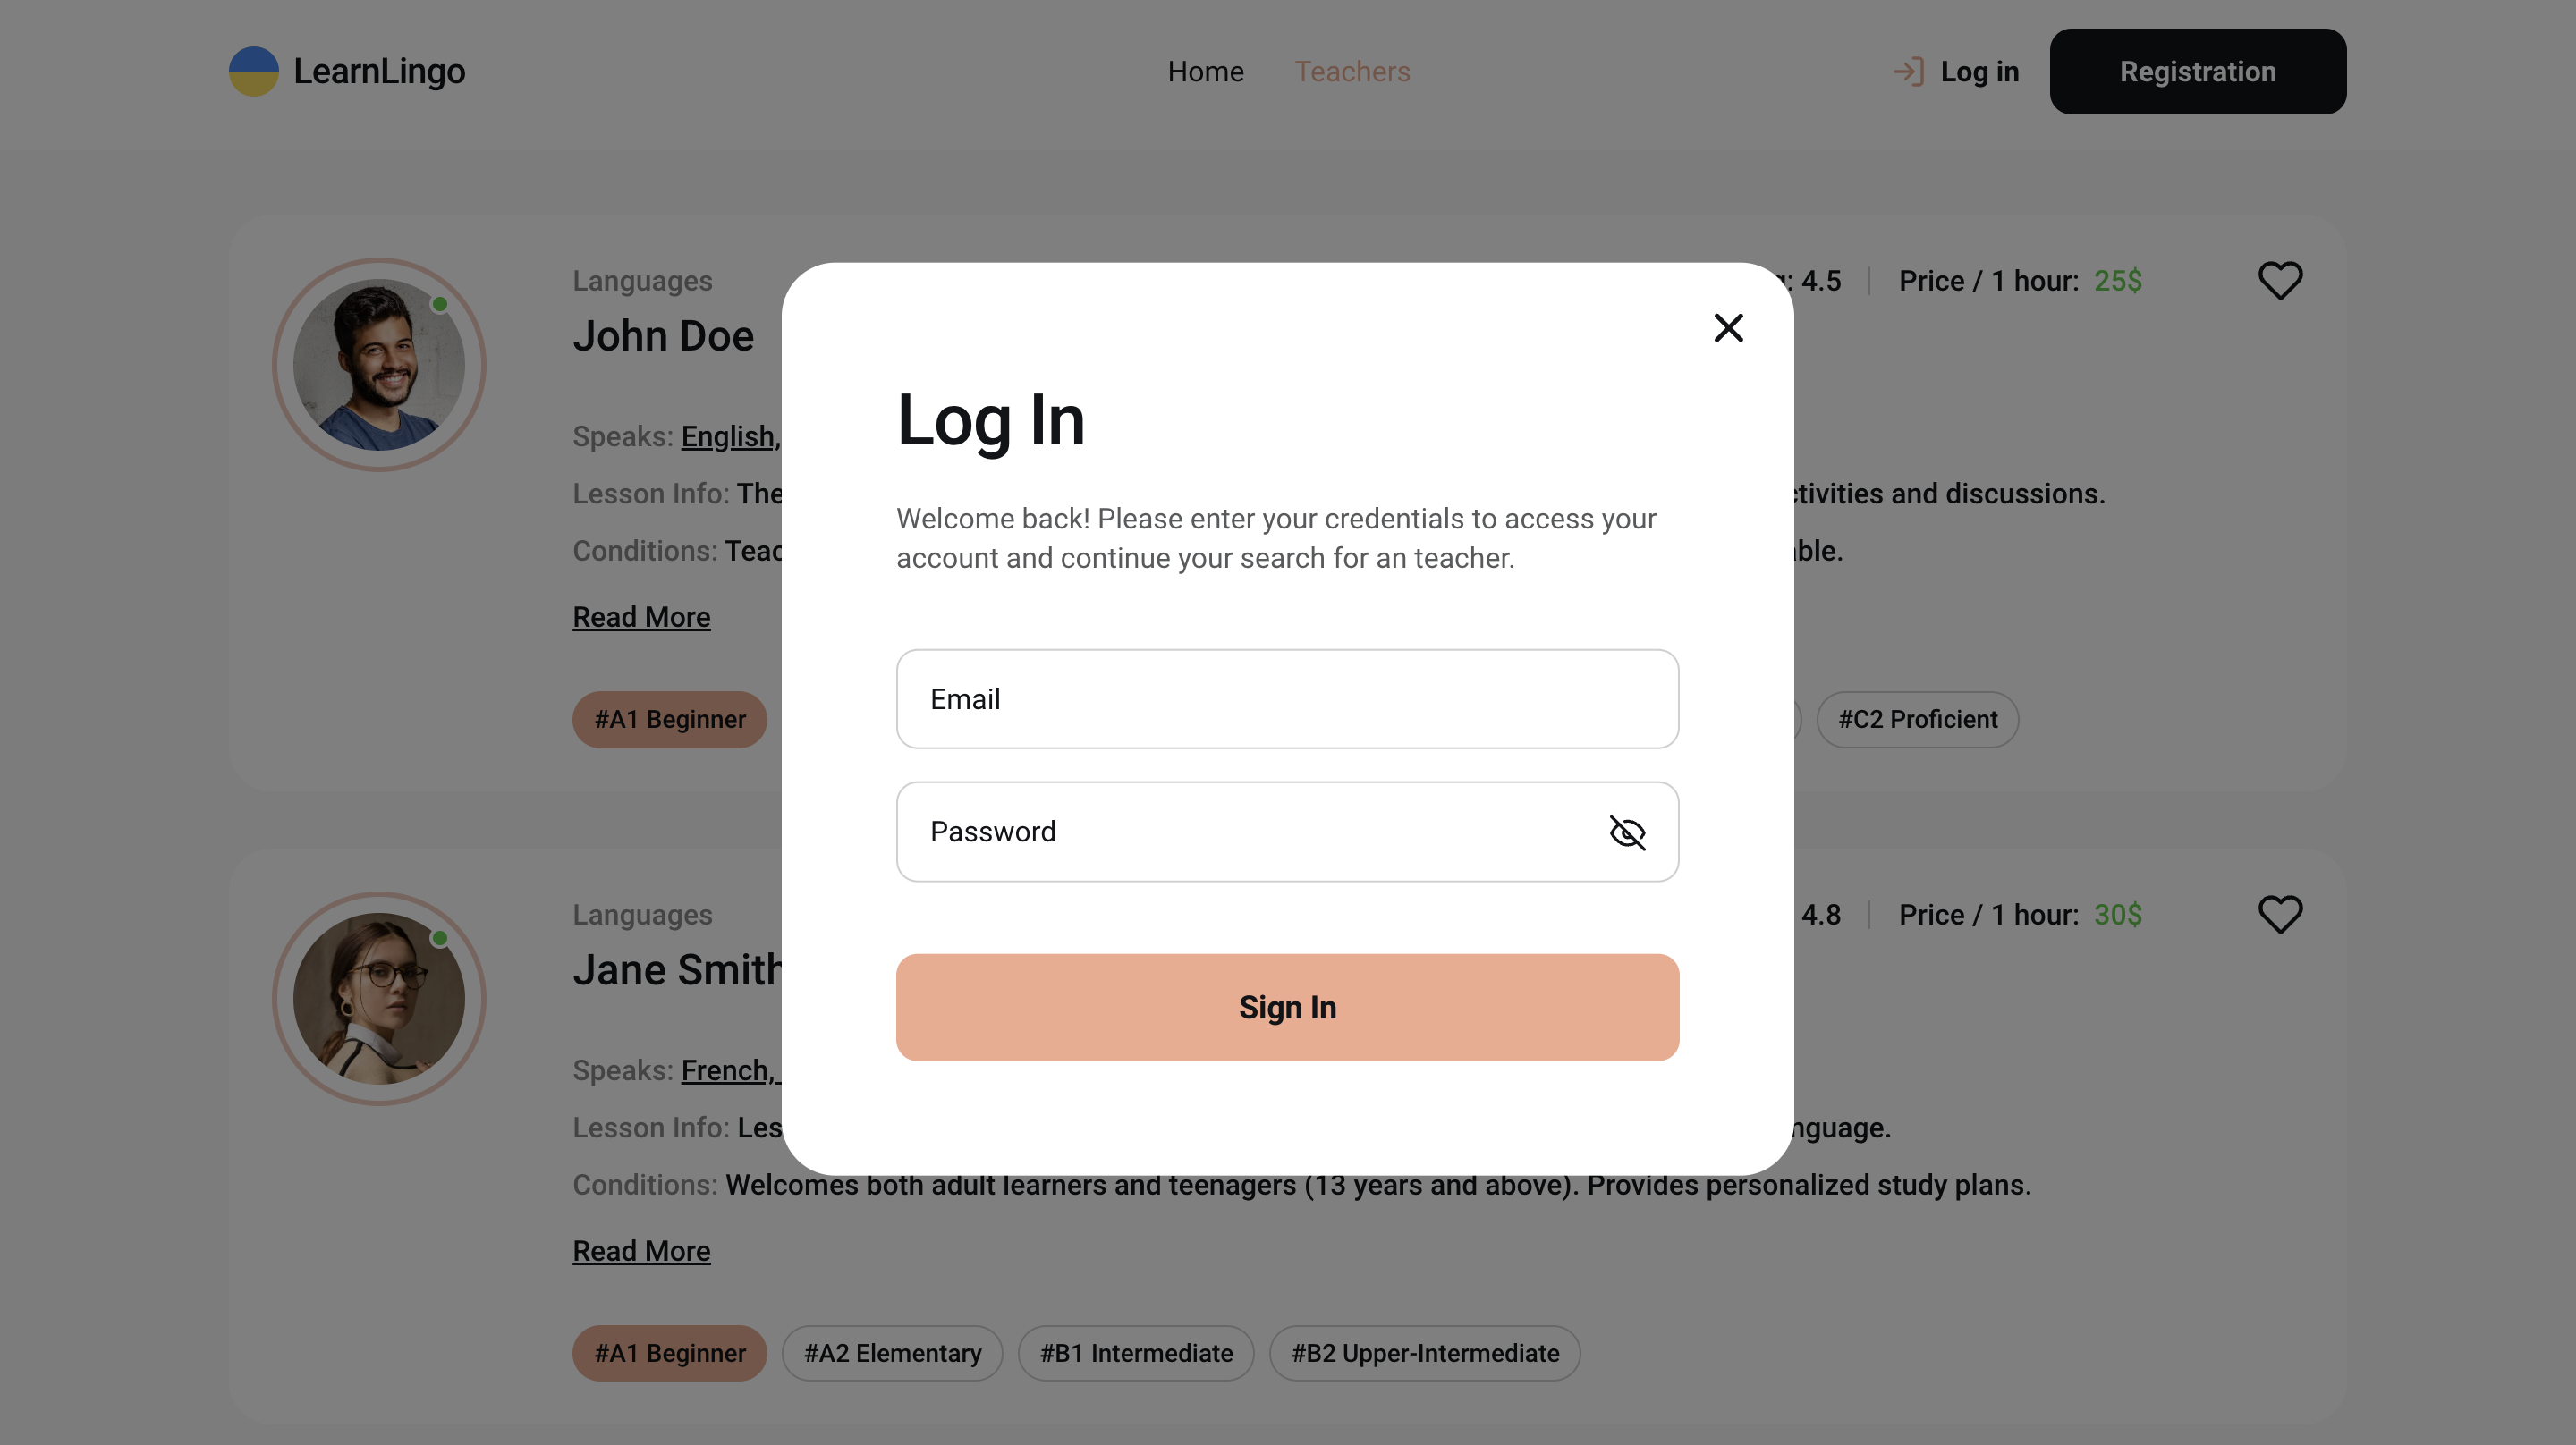 LearnLingo
Home Teachers
Log in Registration
Languages
4.5 Price / 1 hour: 25$
John Doe
Speaks: English,
Lesson Info: The
ctivities and discussions.
Conditions:
Read More
#A1 Beginner
#C2 Proficient
Log In
Welcome back! Please enter your credentials to access your
account and continue your search for an teacher.
Email
Password
Sign In
Languages
4.8 Price / 1 hour: 30$
Jane Smith
Speaks: French,
Lesson Info: Les
nguage.
Conditions: Welcomes both adult learners and teenagers (13 years and above). Provides personalized study plans.
Read More
#A1 Beginner #A2 Elementary #B1 Intermediate #B2 Upper-Intermediate